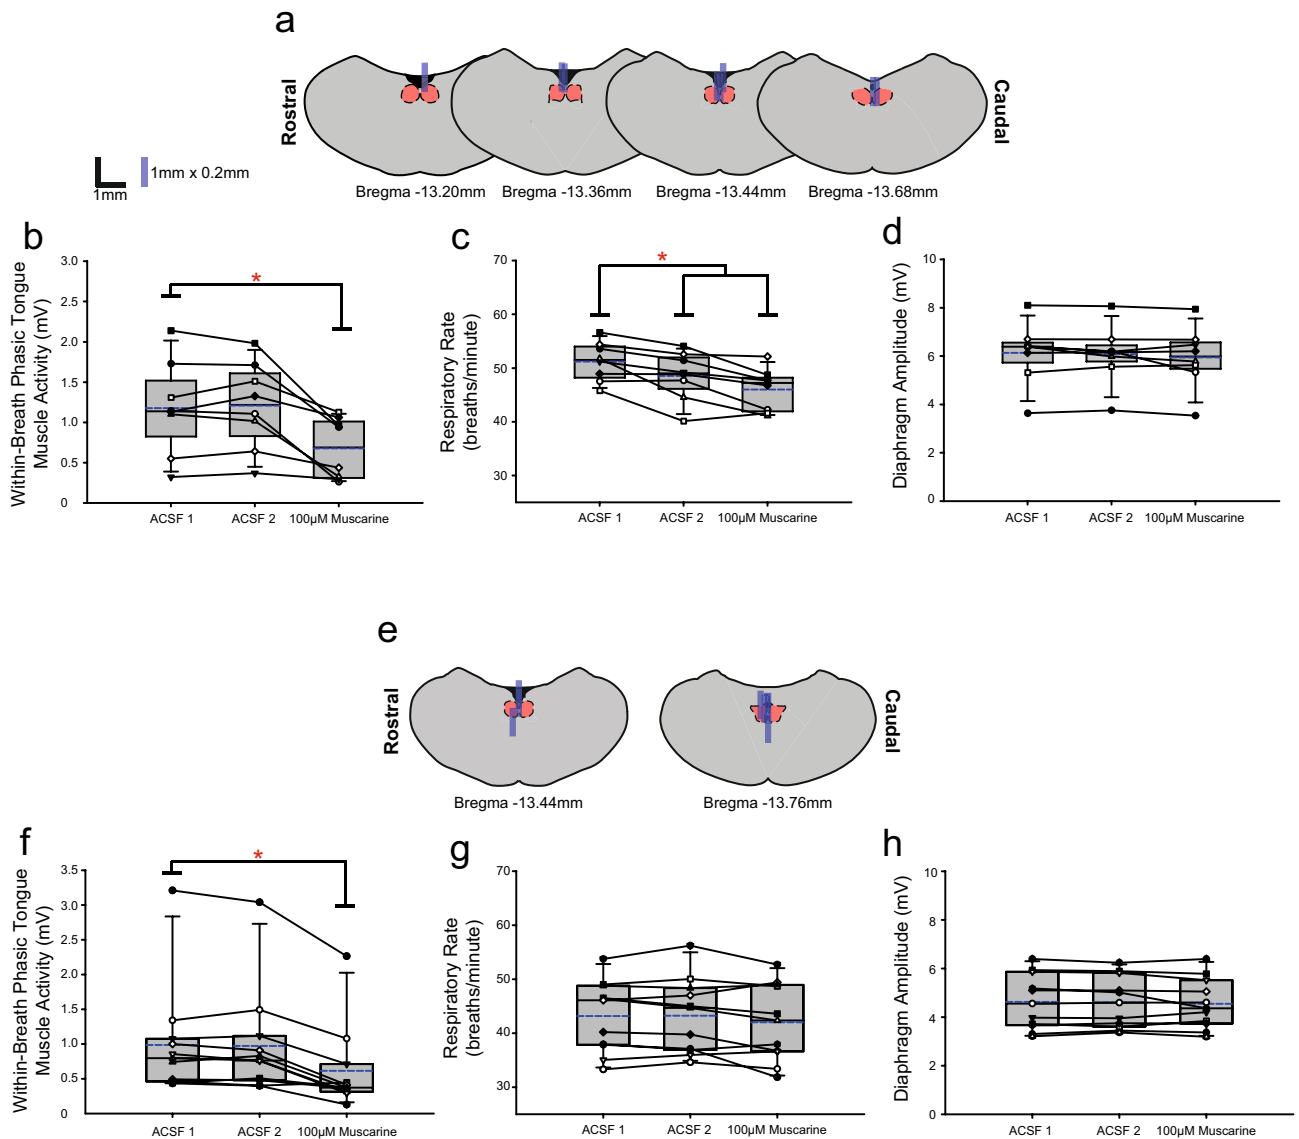 a
Rostral
Caudal
1mm
1mm x 0.2mm
Bregma -13.20mm
Bregma -13.36mm
Bregma -13.44mm
Bregma -13.68mm
b
Within-Breath Phasic Tongue
Muscle Activity (mV)
3.0
2.5
2.0
1.5
1.0
0.5
0
*
ACSF 1
ACSF 2
100µM Muscarine
c
Respiratory Rate
(breaths/minute)
70
60
50
40
30
*
ACSF 1
ACSF 2
100µM Muscarine
d
Diaphragm Amplitude (mV)
10
8
6
4
2
0
ACSF 1
ACSF 2
100µM Muscarine
e
Rostral
Caudal
Bregma -13.44mm
Bregma -13.76mm
f
Within-Breath Phasic Tongue
Muscle Activity (mV)
3.5
3.0
2.5
2.0
1.5
1.0
0.5
0
*
ACSF 1
ACSF 2
100µM Muscarine
g
Respiratory Rate
(breaths/minute)
70
60
50
40
30
ACSF 1
ACSF 2
100µM Muscarine
h
Diaphragm Amplitude (mV)
10
8
6
4
2
0
ACSF 1
ACSF 2
100µM Muscarine